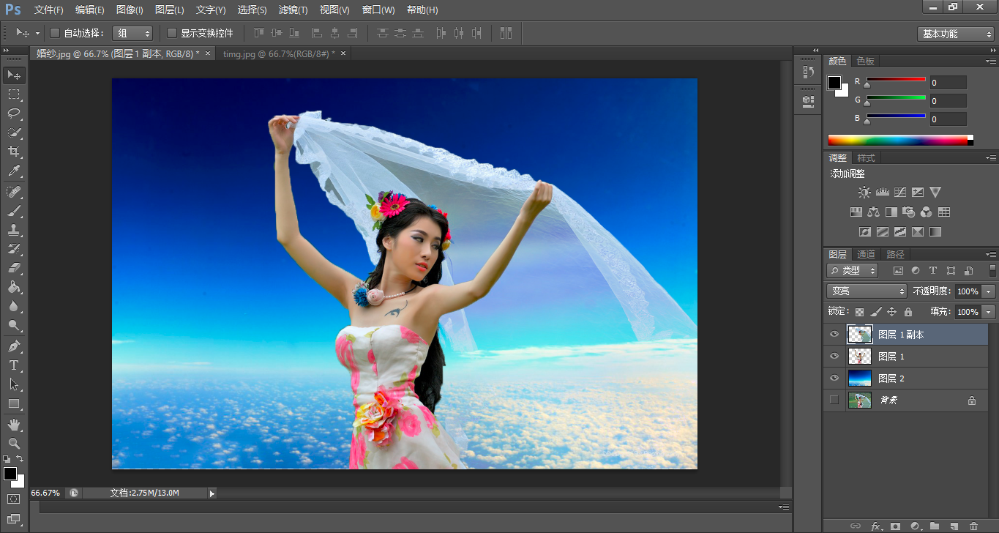 Ps 文件(F) 编辑(E) 图像(I) 图层(L) 文字(Y) 选择(S) 滤镜(T) 视图(V) 窗口(W) 帮助(H)
自动选择： 组 显示变换控件 基本功能
婚纱.jpg @ 66.7% (图层 1 副本, RGB/8) * × timg.jpg @ 66.7%(RGB/8#) * ×
颜色 色板
R 0
G 0
B 0
调整 样式
添加调整
图层 通道 路径
类型
变亮 不透明度： 100%
锁定： 填充： 100%
图层 1 副本
图层 1
图层 2
背景
66.67% 文档:2.75M/13.0M
fx